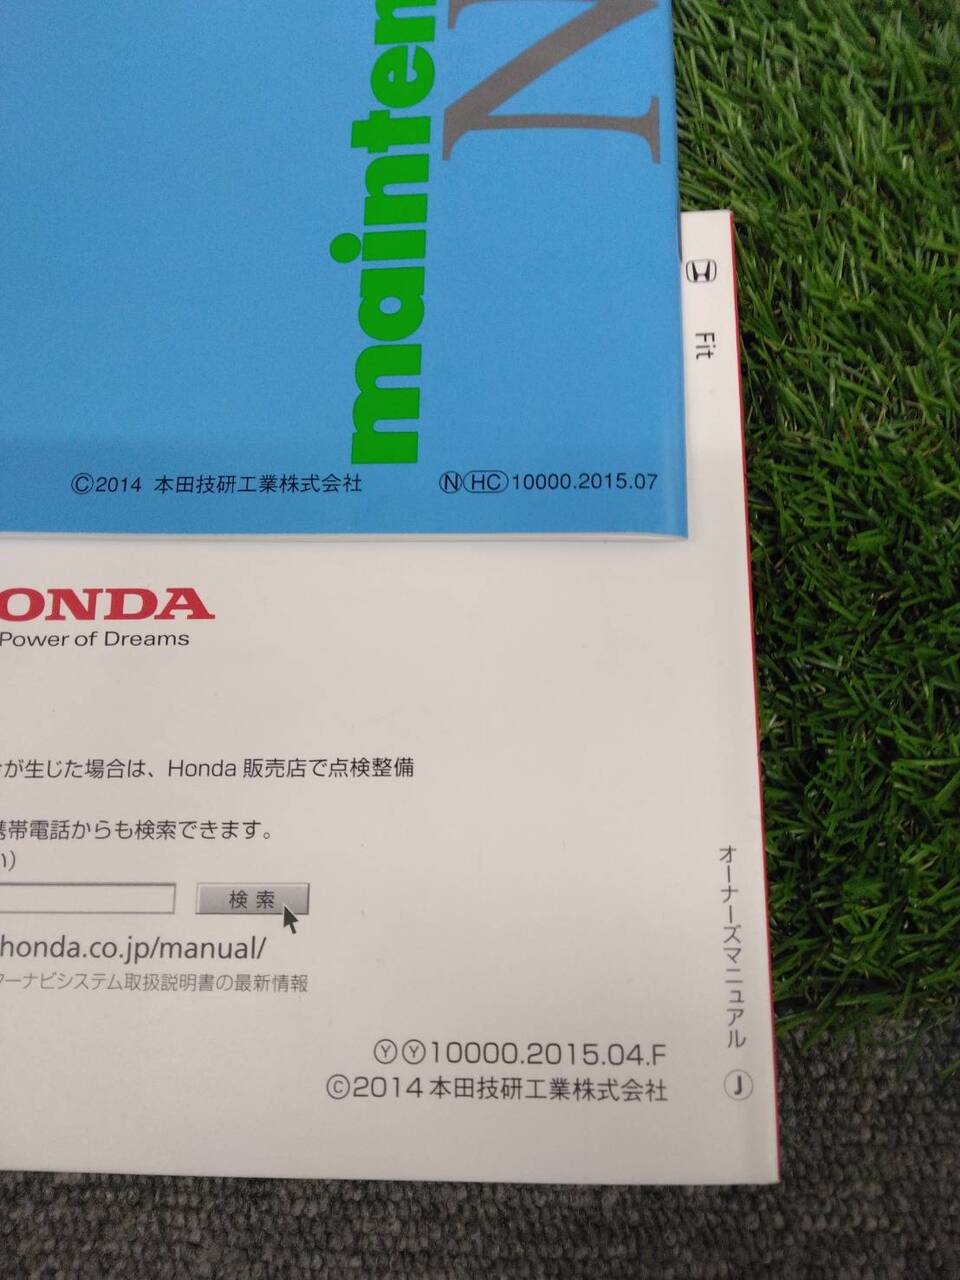 mainten
N
©2014 本田技研工業株式会社
Ⓝ HC 10000.2015.07
Fit
ONDA
Power of Dreams
が生じた場合は、Honda 販売店で点検整備
帯電話からも検索できます。
い）
検索
honda.co.jp/manual/
ーナビシステム取扱説明書の最新情報
オーナーズマニュアル Ⓙ
ⓎⓎ10000.2015.04.F
©2014 本田技研工業株式会社